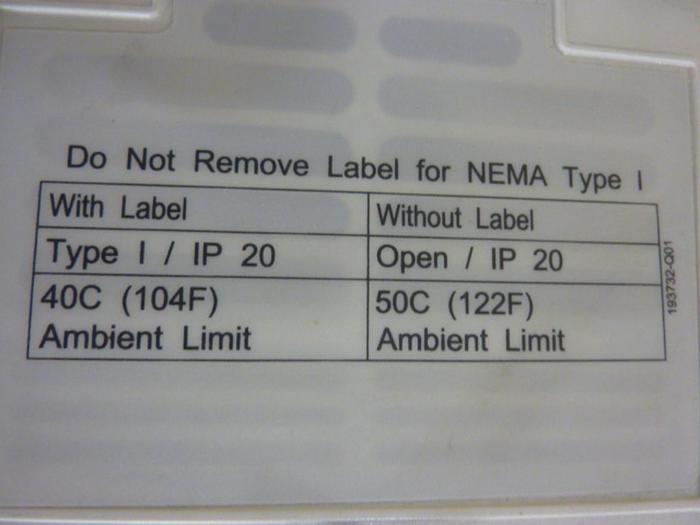 Do Not Remove Label for NEMA Type I
With Label Without Label
Type I / IP 20 Open / IP 20
40C (104F) 50C (122F)
Ambient Limit Ambient Limit
193732-Q01